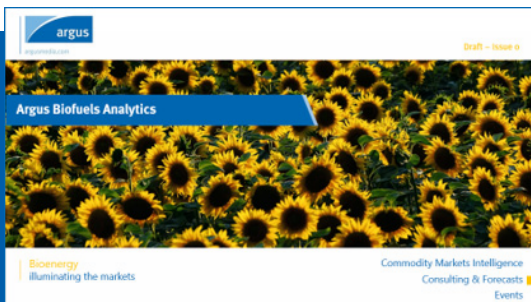 argus
argusmedia.com
Draft – Issue 0
Argus Biofuels Analytics
Bioenergy
illuminating the markets
Commodity Markets Intelligence
Consulting & Forecasts
Events